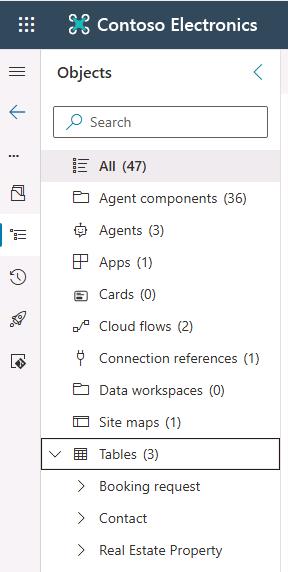 Contoso Electronics
Objects
Search
All (47)
Agent components (36)
Agents (3)
Apps (1)
Cards (0)
Cloud flows (2)
Connection references (1)
Data workspaces (0)
Site maps (1)
Tables (3)
Booking request
Contact
Real Estate Property